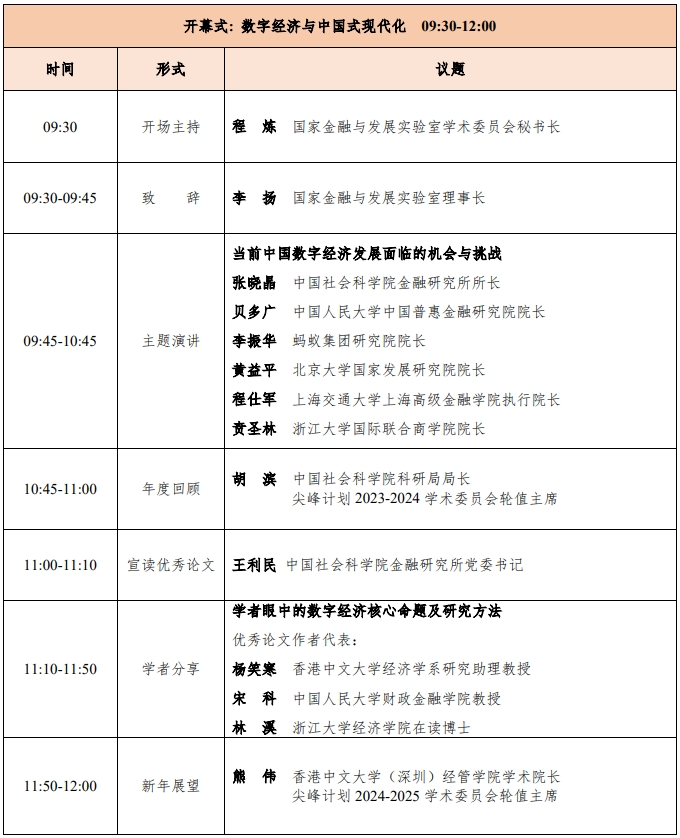 开幕式：数字经济与中国式现代化 09:30-12:00
时间 形式 议题
09:30 开场主持 程 炼 国家金融与发展实验室学术委员会秘书长
09:30-09:45 致 辞 李 扬 国家金融与发展实验室理事长
09:45-10:45 主题演讲 当前中国数字经济发展面临的机会与挑战
张晓晶 中国社会科学院金融研究所所长
贝多广 中国人民大学中国普惠金融研究院院长
李振华 蚂蚁集团研究院院长
黄益平 北京大学国家发展研究院院长
程仕军 上海交通大学上海高级金融学院执行院长
贲圣林 浙江大学国际联合商学院院长
10:45-11:00 年度回顾 胡 滨 中国社会科学院科研局局长
尖峰计划 2023-2024 学术委员会轮值主席
11:00-11:10 宣读优秀论文 王利民 中国社会科学院金融研究所党委书记
11:10-11:50 学者分享 学者眼中的数字经济核心命题及研究方法
优秀论文作者代表：
杨笑寒 香港中文大学经济学系研究助理教授
宋 科 中国人民大学财政金融学院教授
林 溪 浙江大学经济学院在读博士
11:50-12:00 新年展望 熊 伟 香港中文大学（深圳）经管学院学术院长
尖峰计划 2024-2025 学术委员会轮值主席